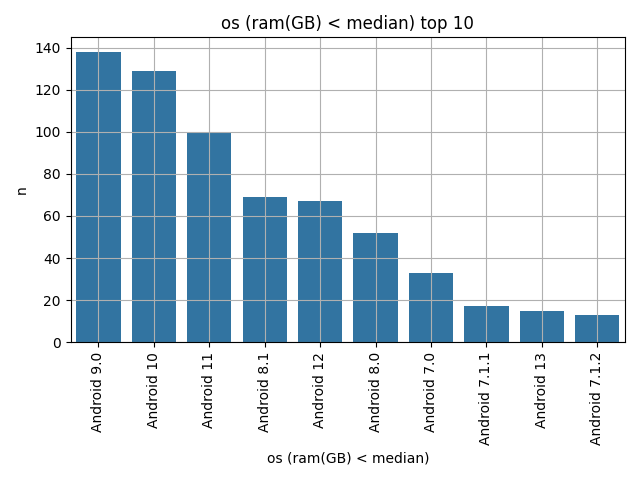 os (ram(GB) < median) top 10
140
120
100
80
60
40
20
0
n
Android 9.0
Android 10
Android 11
Android 8.1
Android 12
Android 8.0
Android 7.0
Android 7.1.1
Android 13
Android 7.1.2
os (ram(GB) < median)